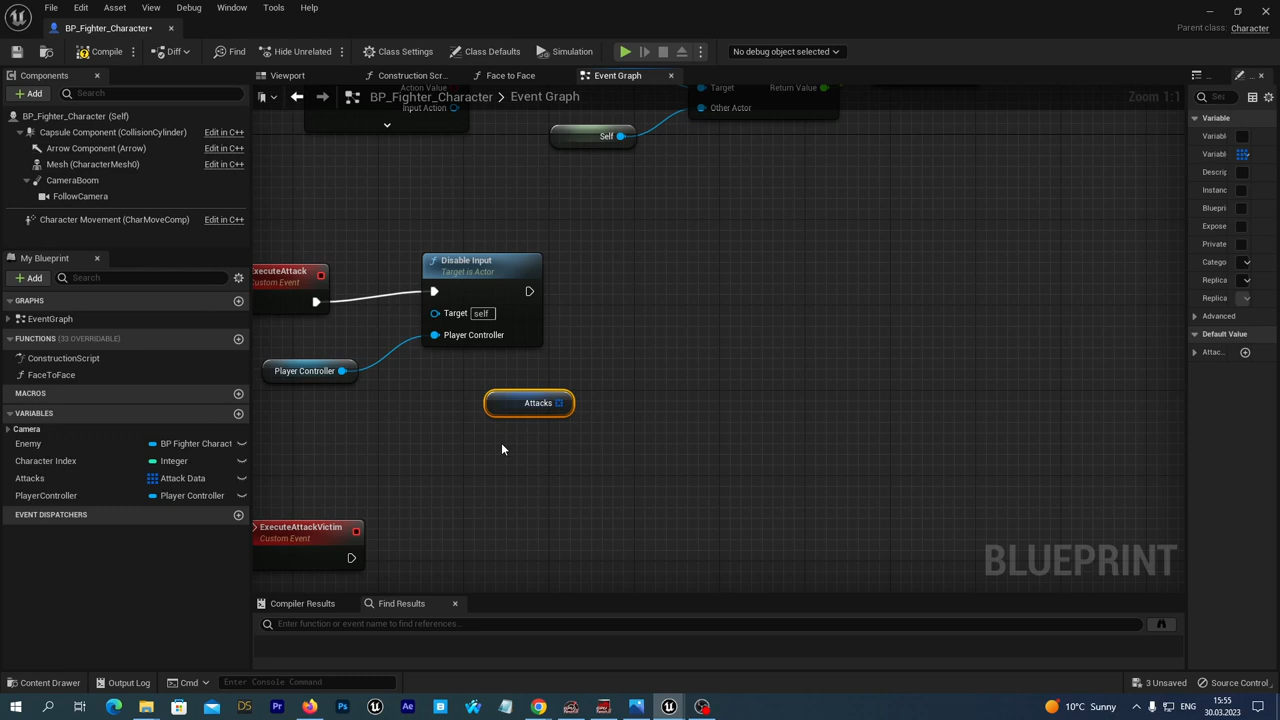 File Edit Asset View Debug Window Tools Help
BP_Fighter_Character*
Parent class: Character
Compile Diff Find Hide Unrelated Class Settings Class Defaults Simulation No debug object selected
Components
Viewport Construction Scr... Face to Face Event Graph
Add Search
BP_Fighter_Character > Event Graph
Zoom 1:1
BP_Fighter_Character (Self)
Capsule Component (CollisionCylinder) Edit in C++
Arrow Component (Arrow) Edit in C++
Mesh (CharacterMesh0) Edit in C++
CameraBoom
FollowCamera
Character Movement (CharMoveComp) Edit in C++
My Blueprint
Add Search
GRAPHS
EventGraph
FUNCTIONS (33 OVERRIDABLE)
ConstructionScript
FaceToFace
MACROS
VARIABLES
Camera
Enemy BP Fighter Charact
Character Index Integer
Attacks Attack Data
PlayerController Player Controller
EVENT DISPATCHERS
Action Value
Input Action
Target Return Value
Other Actor
Self
ExecuteAttack
Custom Event
Disable Input
Target is Actor
Target self
Player Controller
Player Controller
Attacks
ExecuteAttackVictim
Custom Event
BLUEPRINT
Variable
Variabl
Variabl
Descrip
Instanc
Bluepri
Expose
Private
Catego
Replica
Replica
Advanced
Default Value
Attac
Compiler Results Find Results
Enter function or event name to find references...
Content Drawer Output Log Cmd Enter Console Command
3 Unsaved Source Control
10°C Sunny
15:55
30.03.2023